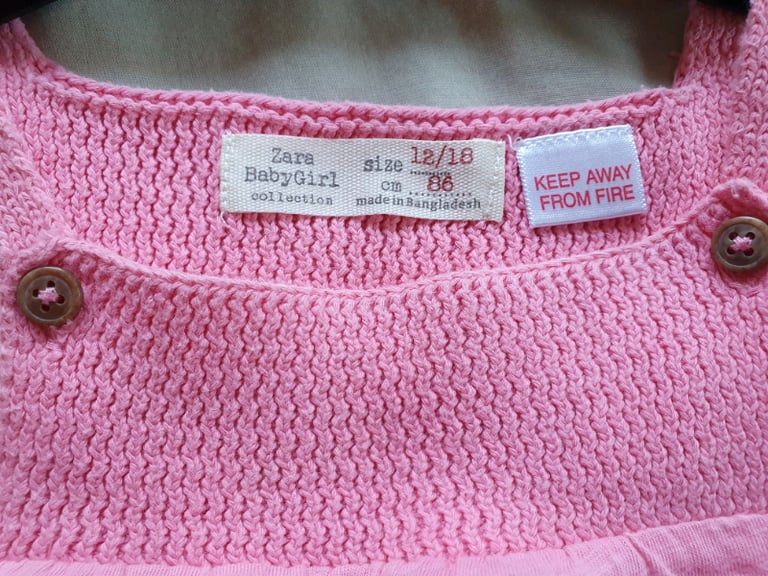 Zara
BabyGirl
collection
size 12/18
cm 86
made in Bangladesh
KEEP AWAY
FROM FIRE